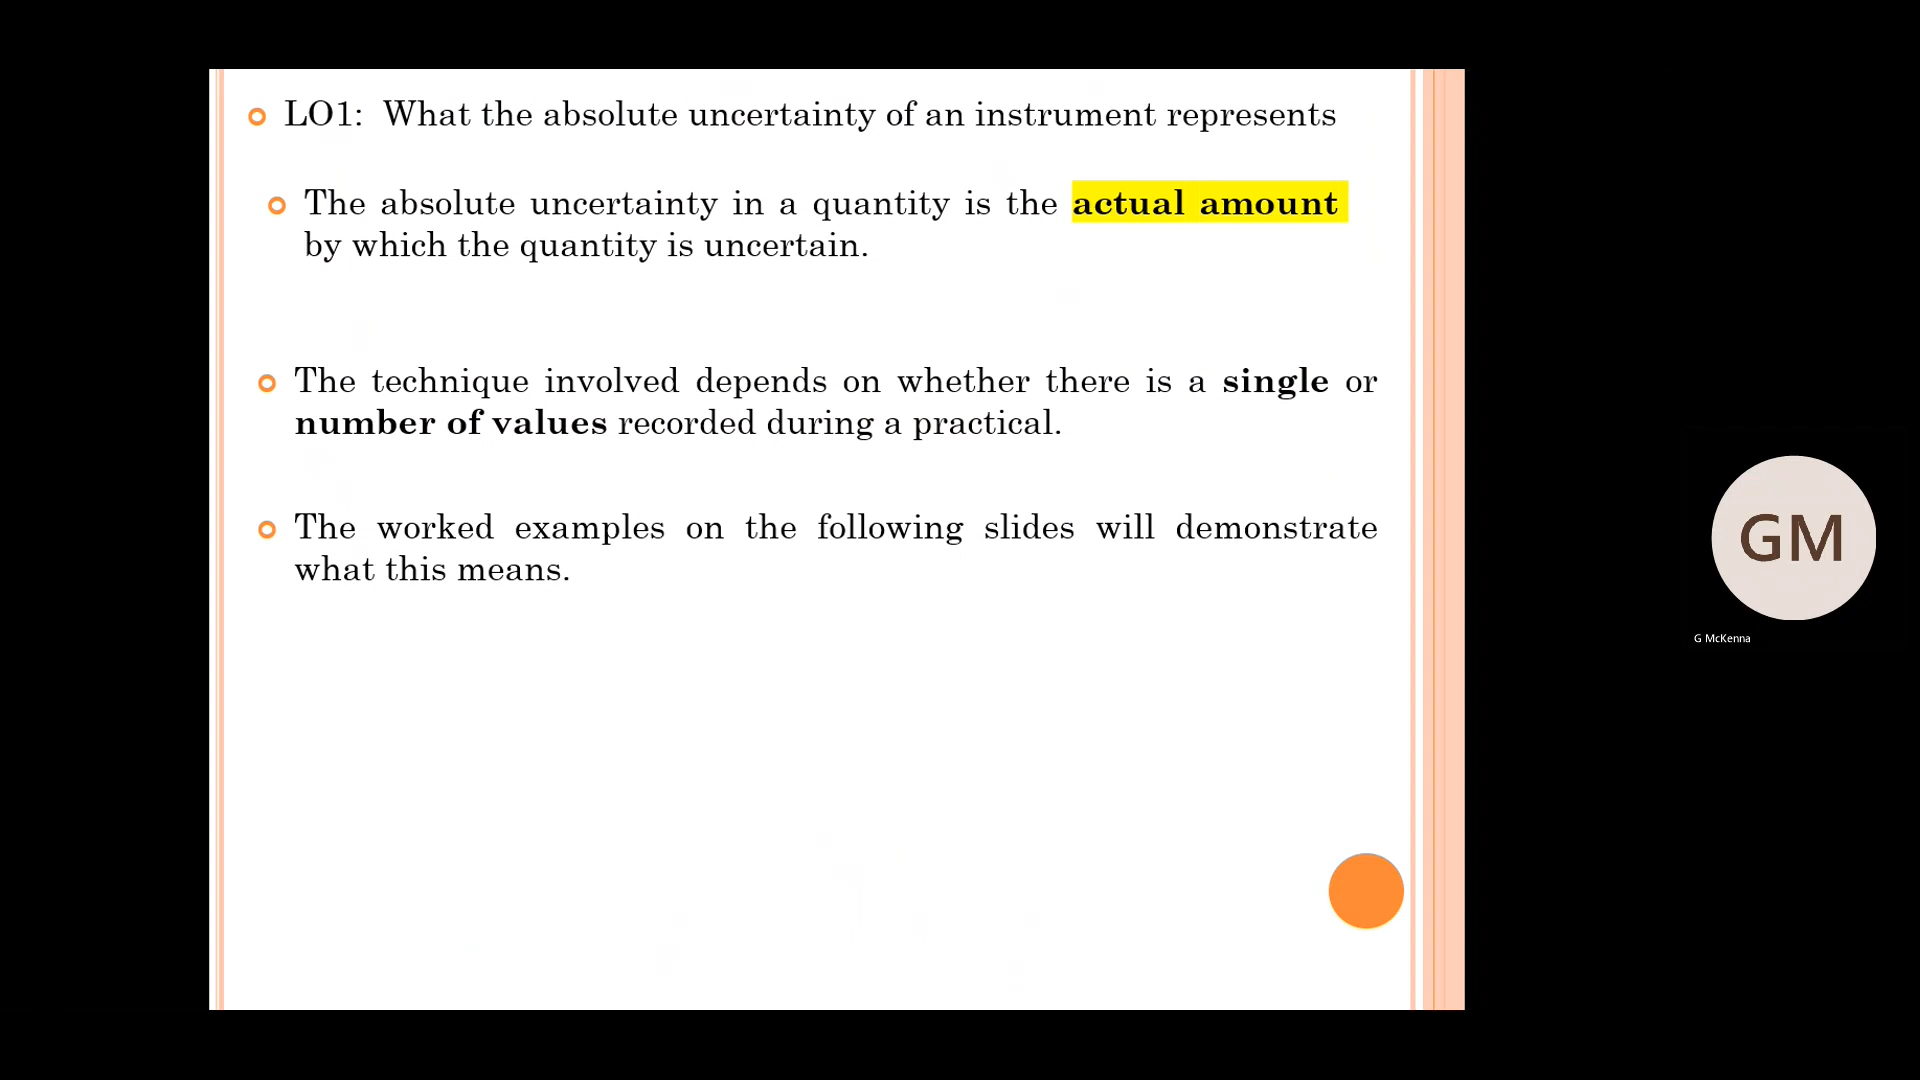 LO1: What the absolute uncertainty of an instrument represents
The absolute uncertainty in a quantity is the actual amount
by which the quantity is uncertain.
The technique involved depends on whether there is a single or
number of values recorded during a practical.
The worked examples on the following slides will demonstrate
what this means.
GM
G McKenna